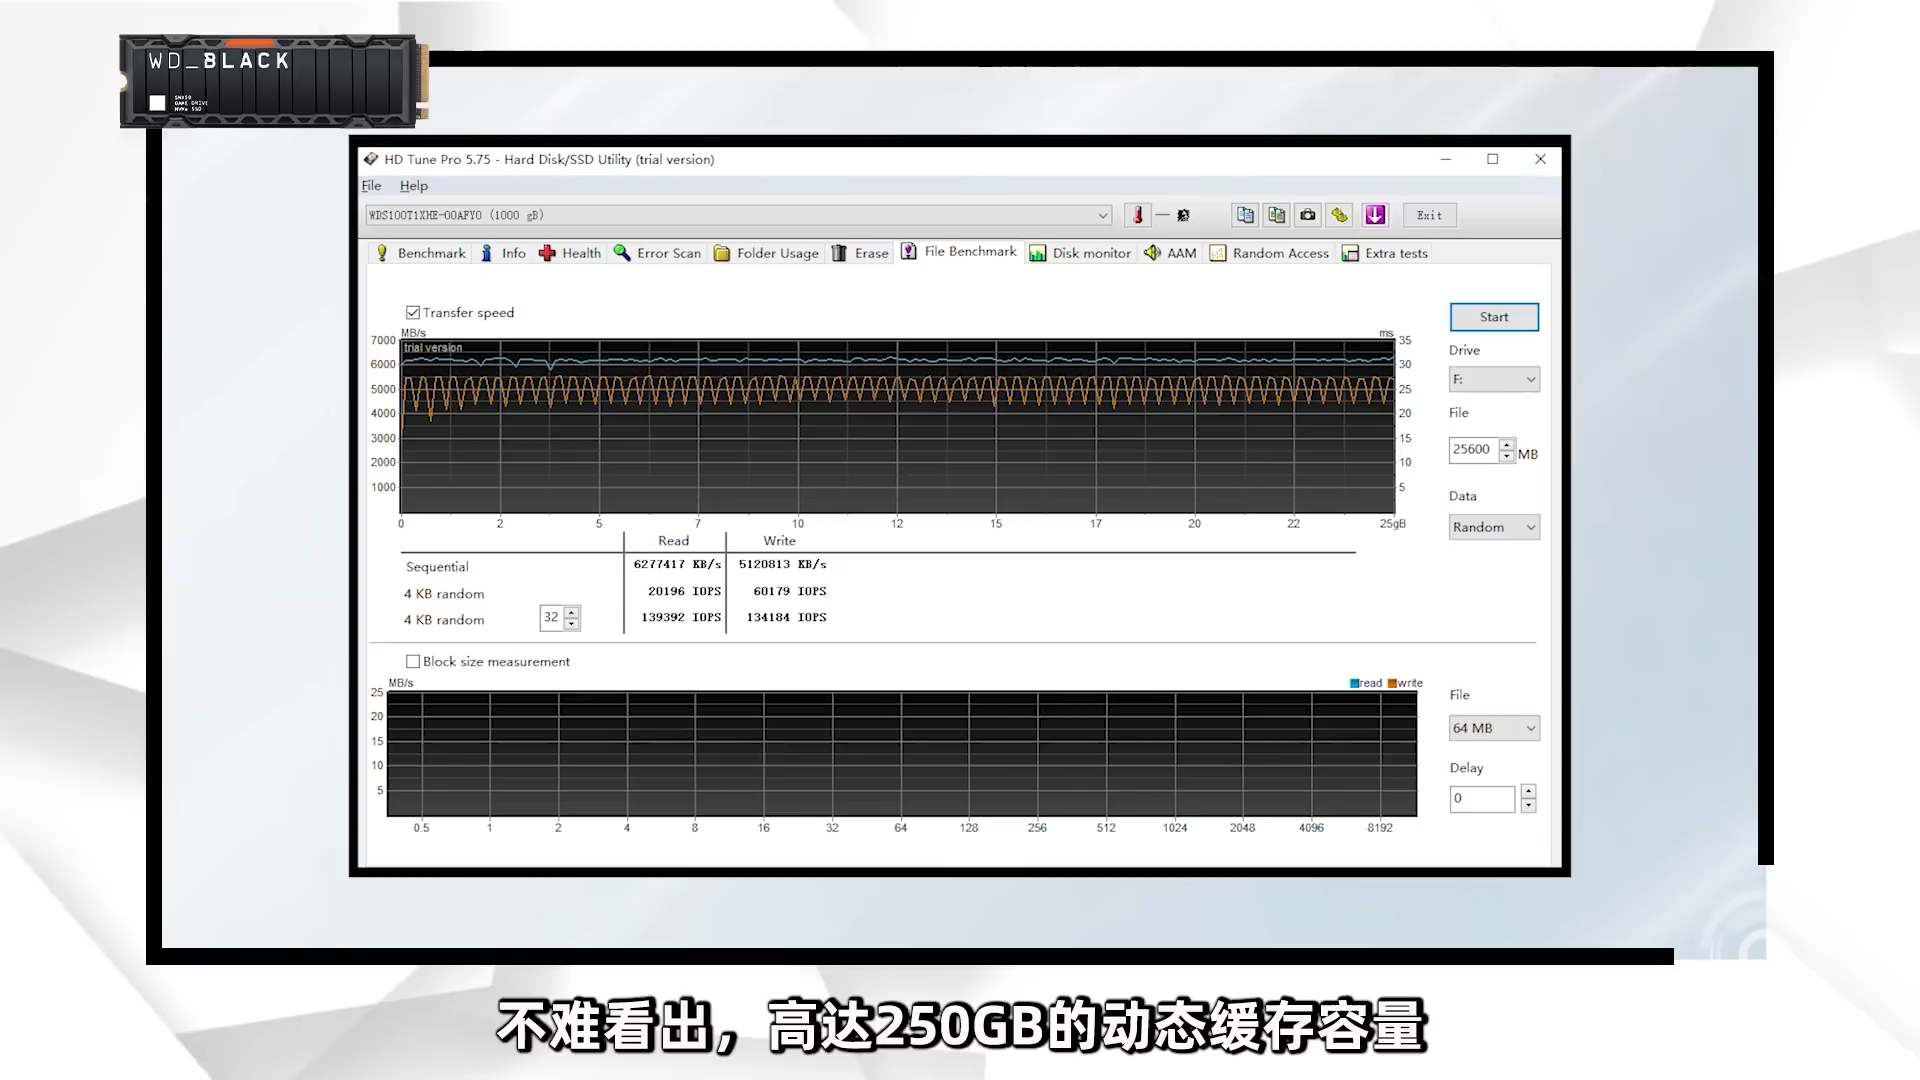 WD_BLACK
SN850
GAME DRIVE
NVMe SSD
HD Tune Pro 5.75 - Hard Disk/SSD Utility (trial version)
File Help
WDS100T1XHE-00AFY0 (1000 gB)
Exit
Benchmark Info Health Error Scan Folder Usage Erase File Benchmark Disk monitor AAM Random Access Extra tests
Transfer speed
Start
MB/s ms
trial version
7000 35
6000 30
5000 25
4000 20
3000 15
2000 10
1000 5
0 2 5 7 10 12 15 17 20 22 25gB
Drive
F:
File
25600 MB
Data
Random
Read Write
Sequential 6277417 KB/s 5120813 KB/s
4 KB random 20196 IOPS 60179 IOPS
4 KB random 32 139392 IOPS 134184 IOPS
Block size measurement
MB/s read write
25
20
15
10
5
0.5 1 2 4 8 16 32 64 128 256 512 1024 2048 4096 8192
File
64 MB
Delay
0
不难看出，高达250GB的动态缓存容量